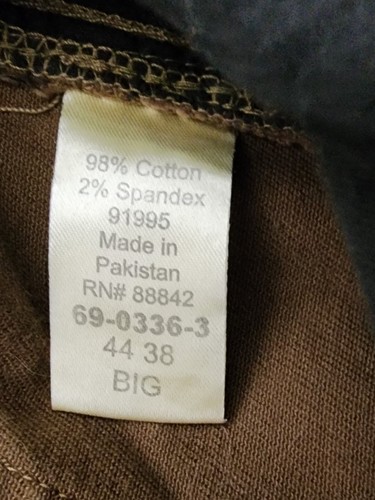 98% Cotton
2% Spandex
91995
Made in
Pakistan
RN# 88842
69-0336-3
44 38
BIG